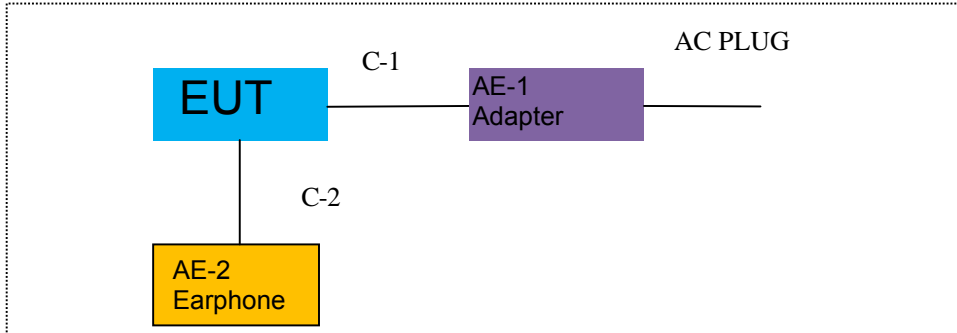 AC PLUG
C-1
EUT
AE-1
Adapter
C-2
AE-2
Earphone